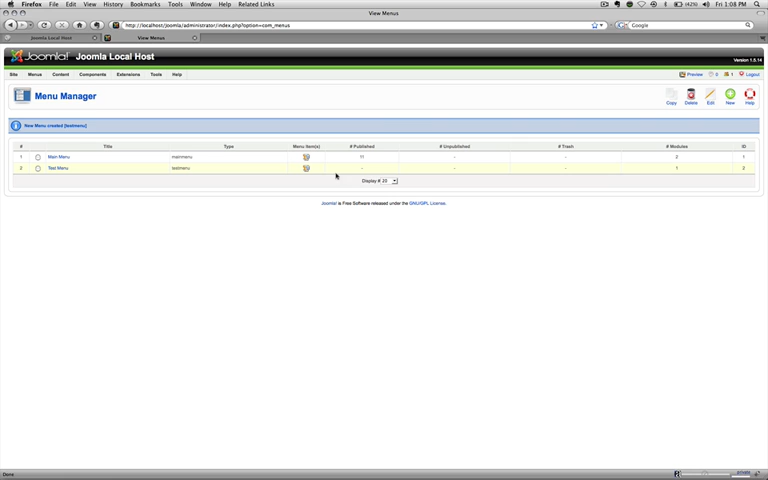 Firefox File Edit View History Bookmarks Tools Window Help Related Links (42%) Fri 1:08 PM
View Menus
http://localhost/joomla/administrator/index.php?option=com_menus Google
Joomla Local Host View Menus
Joomla! Joomla Local Host Version 1.5.14
Site Menus Content Components Extensions Tools Help Preview 0 1 Logout
Menu Manager Copy Delete Edit New Help
New Menu created [testmenu]
# Title Type Menu Item(s) # Published # Unpublished # Trash # Modules ID
1 Main Menu mainmenu 11 - - 2 1
2 Test Menu testmenu - - - 1 2
Display # 20
Joomla! is Free Software released under the GNU/GPL License.
Done private